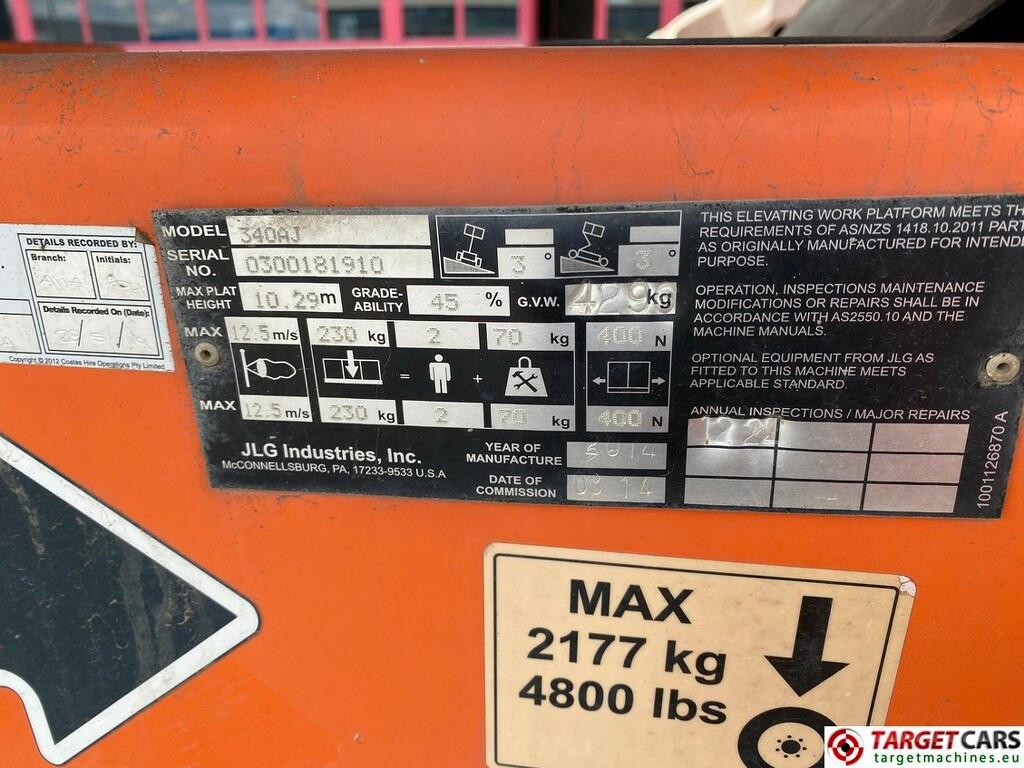 DETAILS RECORDED BY:
Branch:
Initials:
Details Recorded On (Date):
Copyright © 2012 Coates Hire Operations Pty Limited
MODEL 340AJ
SERIAL NO. 0300181910
3° 3°
MAX PLAT HEIGHT 10.29m GRADE-ABILITY 45 % G.V.W. kg
MAX 12.5 m/s 230 kg 2 70 kg 400 N
= +
MAX 12.5 m/s 230 kg 2 70 kg 400 N
JLG Industries, Inc.
McCONNELLSBURG, PA, 17233-9533 U.S.A
YEAR OF MANUFACTURE 2014
DATE OF COMMISSION 03 14
THIS ELEVATING WORK PLATFORM MEETS
REQUIREMENTS OF AS/NZS 1418.10.2011 PART
AS ORIGINALLY MANUFACTURED FOR
PURPOSE.
OPERATION, INSPECTIONS MAINTENANCE
MODIFICATIONS OR REPAIRS SHALL BE IN
ACCORDANCE WITH AS2550.10 AND THE
MACHINE MANUALS.
OPTIONAL EQUIPMENT FROM JLG AS
FITTED TO THIS MACHINE MEETS
APPLICABLE STANDARD.
ANNUAL INSPECTIONS / MAJOR REPAIRS
1001126870 A
MAX
2177 kg
4800 lbs
TARGETCARS
targetmachines.eu